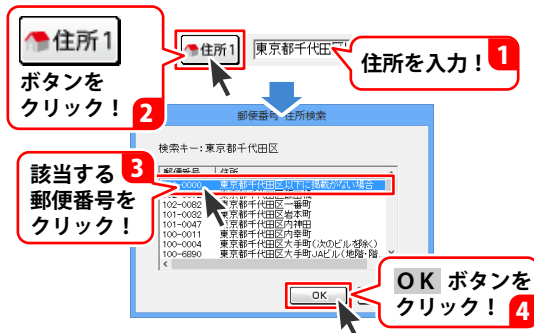 住所1
ボタンを
クリック！
2
住所1
東京都千代田区
住所を入力！
1
郵便番号 住所検索
検索キー：東京都千代田区
郵便番号
住所
該当する
郵便番号を
クリック！
3
0000 東京都千代田区以下に掲載がない場合
102-0082 東京都千代田区一番町
101-0032 東京都千代田区岩本町
101-0047 東京都千代田区内神田
100-0011 東京都千代田区内幸町
100-0004 東京都千代田区大手町(次のビルを除く)
100-6890 東京都千代田区大手町JAビル(地階・階
OK
OK ボタンを
クリック！
4